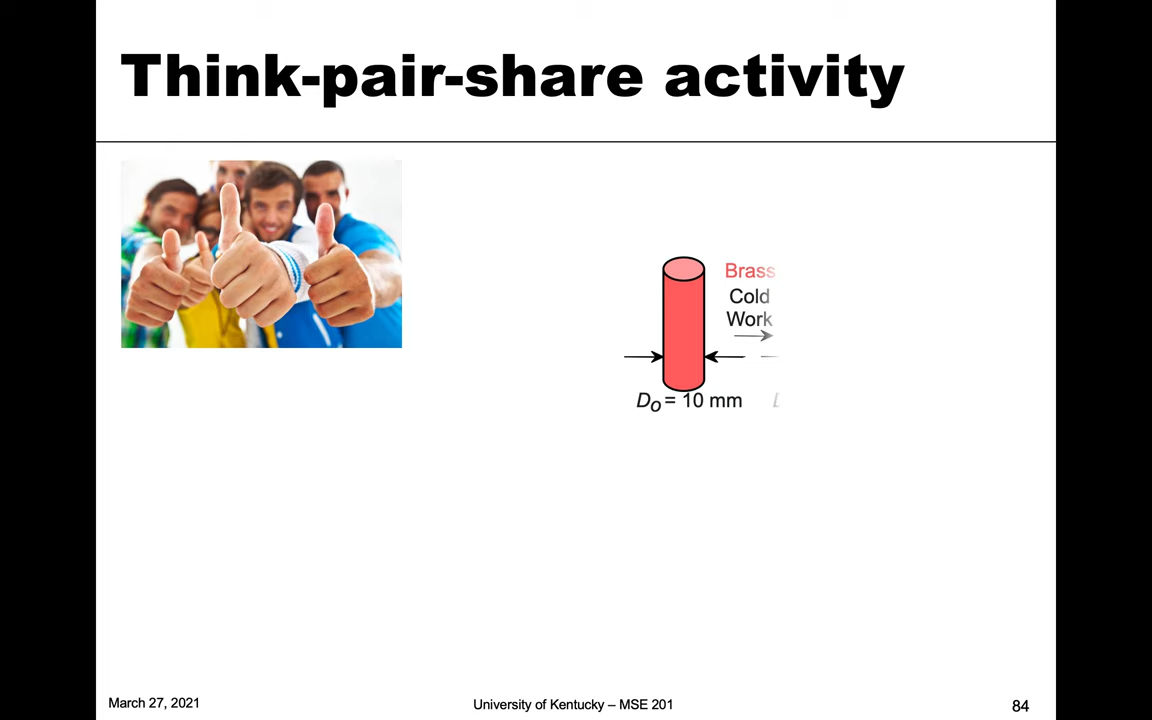 Think-pair-share activity
Brass
Cold
Work
Do = 10 mm
March 27, 2021
University of Kentucky – MSE 201
84